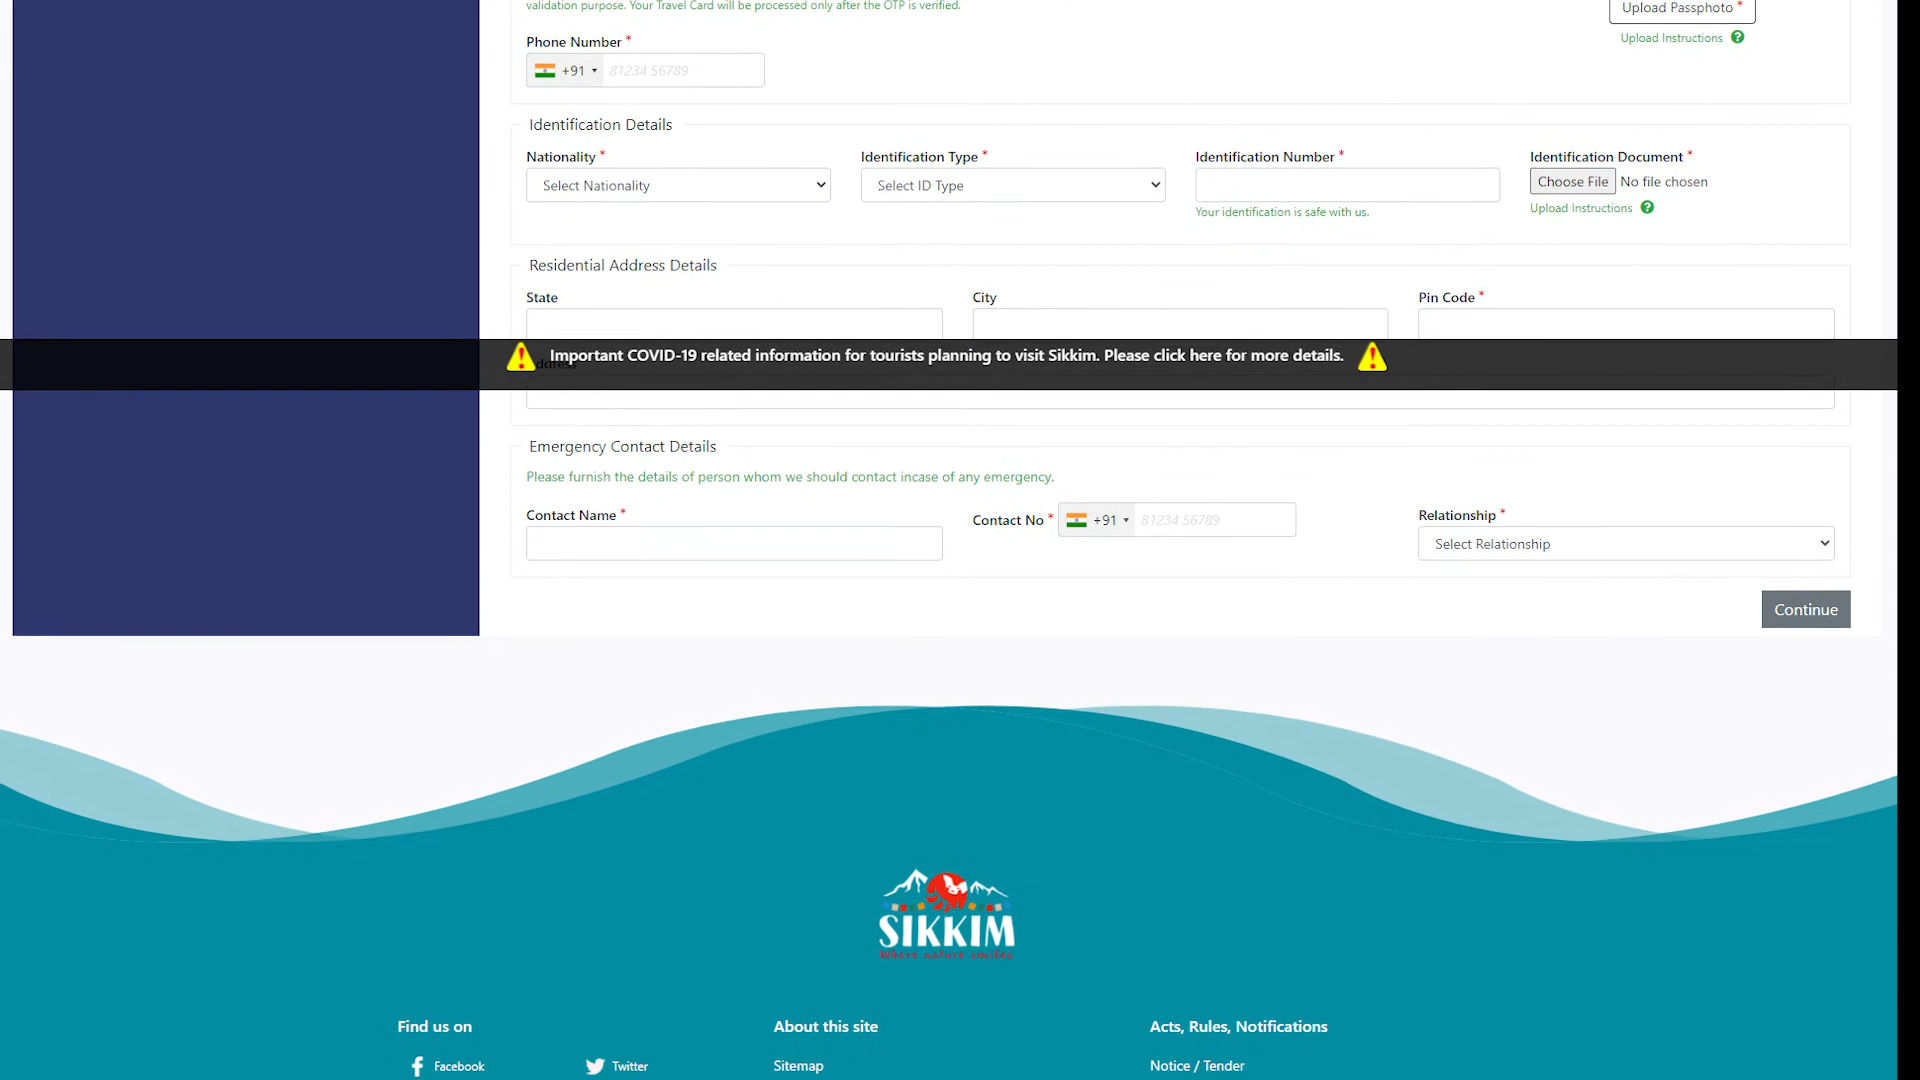 validation purpose. Your Travel Card will be processed only after the OTP is verified.
Upload Passphoto *
Upload Instructions
Phone Number *
+91 81234 56789
Identification Details
Nationality * Identification Type * Identification Number * Identification Document *
Select Nationality Select ID Type Choose File No file chosen
Your identification is safe with us. Upload Instructions
Residential Address Details
State City Pin Code *
Important COVID-19 related information for tourists planning to visit Sikkim. Please click here for more details.
Address
Emergency Contact Details
Please furnish the details of person whom we should contact incase of any emergency.
Contact Name * Contact No * +91 81234 56789 Relationship *
Select Relationship
Continue
SIKKIM
Where nature smiles
Find us on About this site Acts, Rules, Notifications
Facebook Twitter Sitemap Notice / Tender